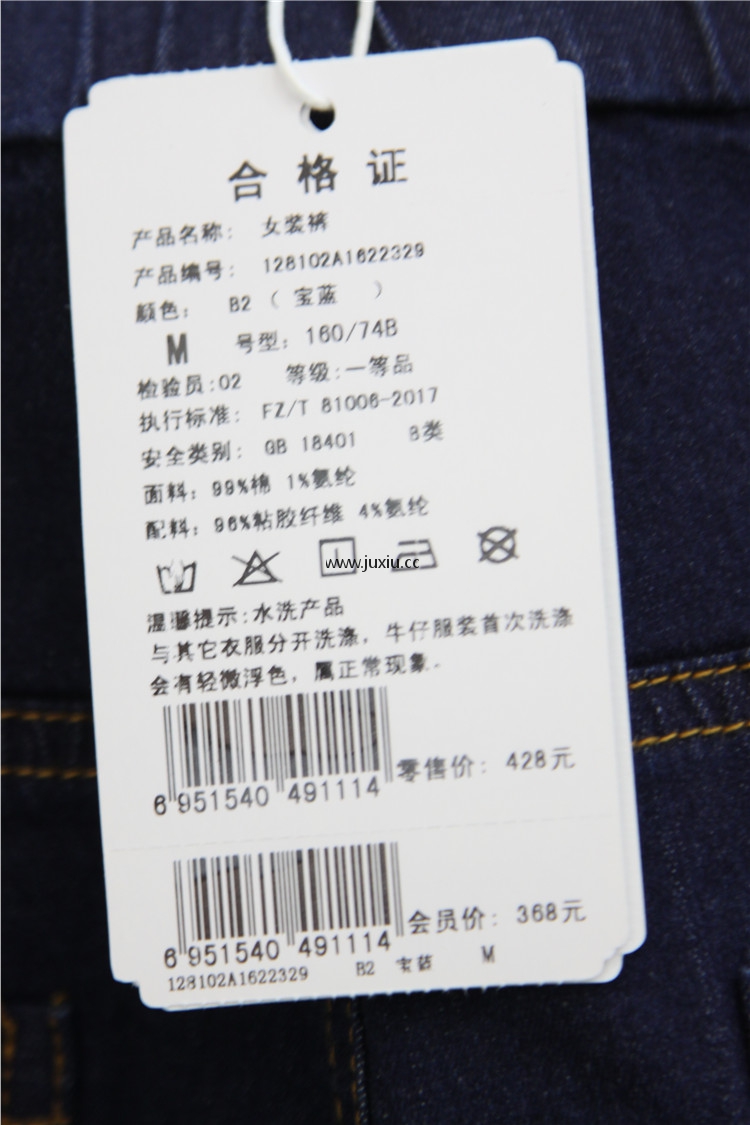 合格证
产品名称: 女装裤
产品编号: 128102A1622329
颜色: B2 ( 宝蓝 )
M 号型: 160/74B
检验员:02 等级:一等品
执行标准: FZ/T 81006-2017
安全类别: GB 18401 B类
面料: 99%棉 1%氨纶
配料: 96%粘胶纤维 4%氨纶
www.juxiu.cc
温馨提示:水洗产品
与其它衣服分开洗涤, 牛仔服装首次洗涤
会有轻微浮色, 属正常现象.
6 951540 491114 零售价: 428元
6 951540 491114 会员价: 368元
128102A1622329 B2 宝蓝 M